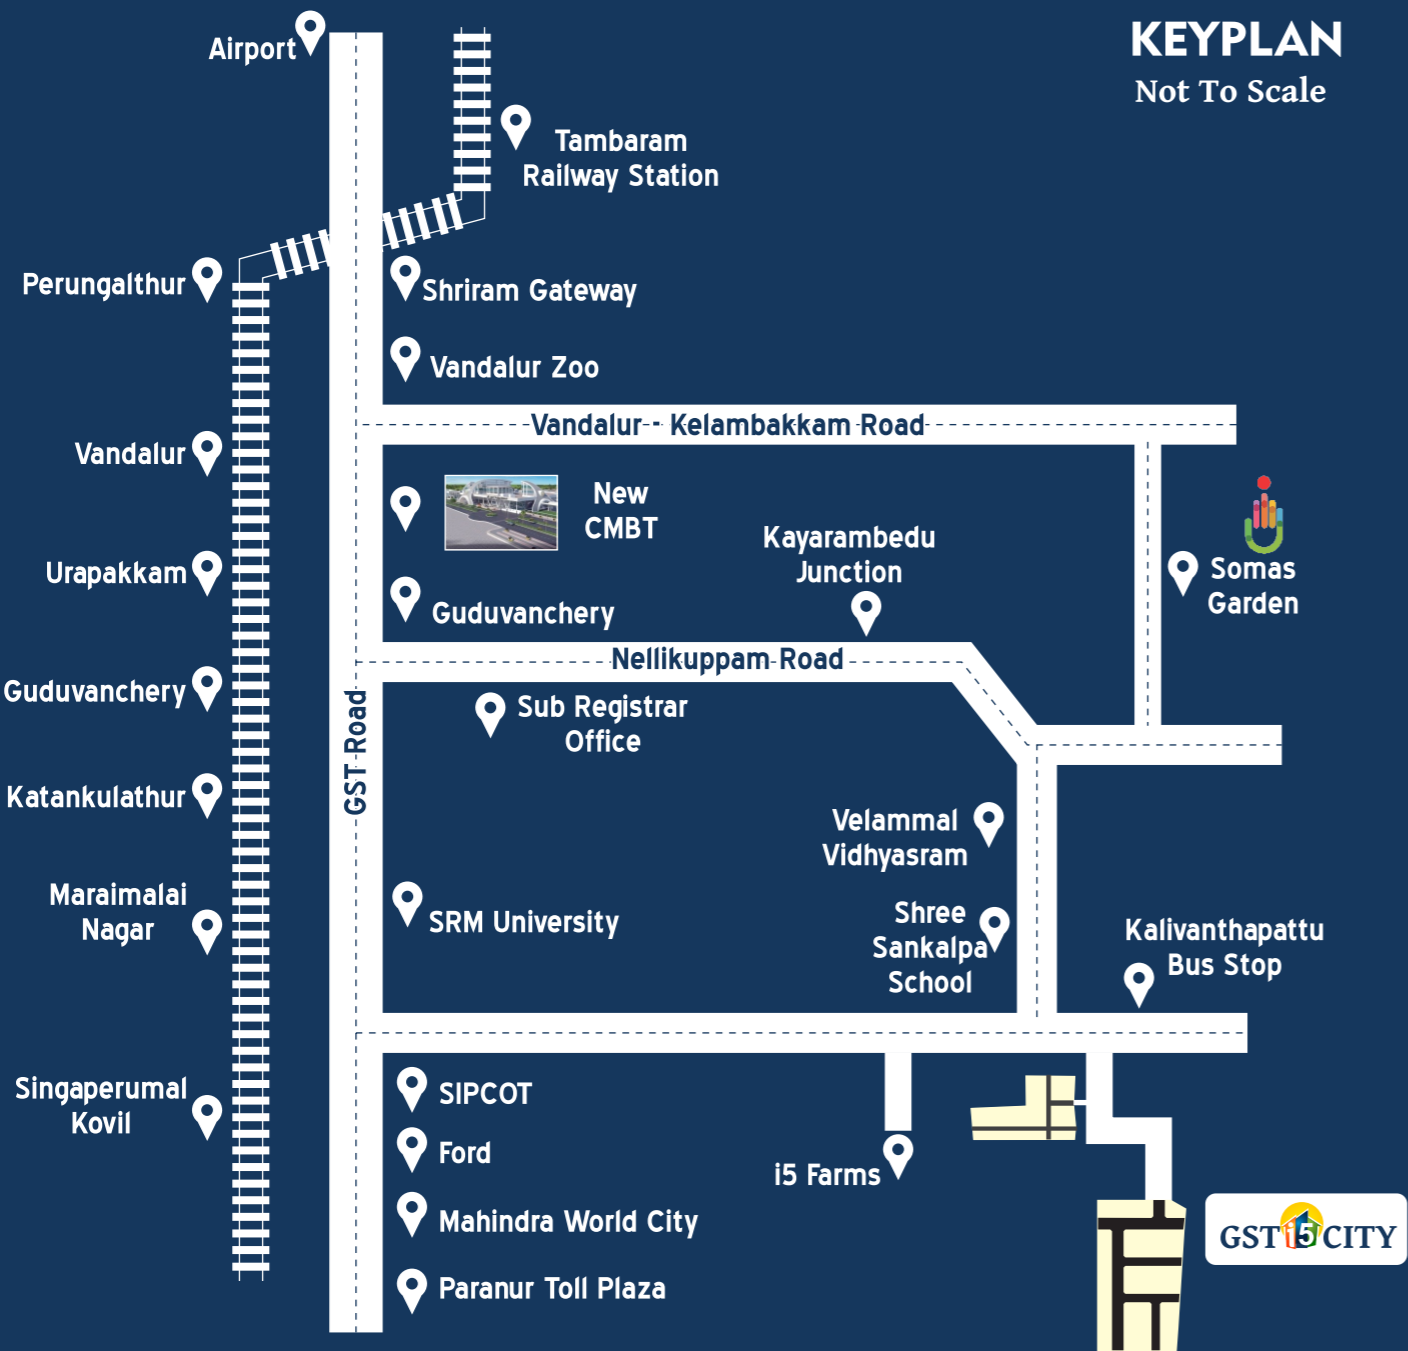 KEYPLAN
Not To Scale
Airport
Tambaram
Railway Station
Perungalthur
Shriram Gateway
Vandalur Zoo
Vandalur - Kelambakkam Road
Vandalur
New
CMBT
Kayarambedu
Junction
Somas
Garden
Urapakkam
Guduvanchery
Nellikuppam Road
Guduvanchery
Sub Registrar
Office
GST Road
Katankulathur
Velammal
Vidhyasram
Maraimalai
Nagar
SRM University
Shree
Sankalpa
School
Kalivanthapattu
Bus Stop
Singaperumal
Kovil
SIPCOT
Ford
i5 Farms
Mahindra World City
GST i5 CITY
Paranur Toll Plaza